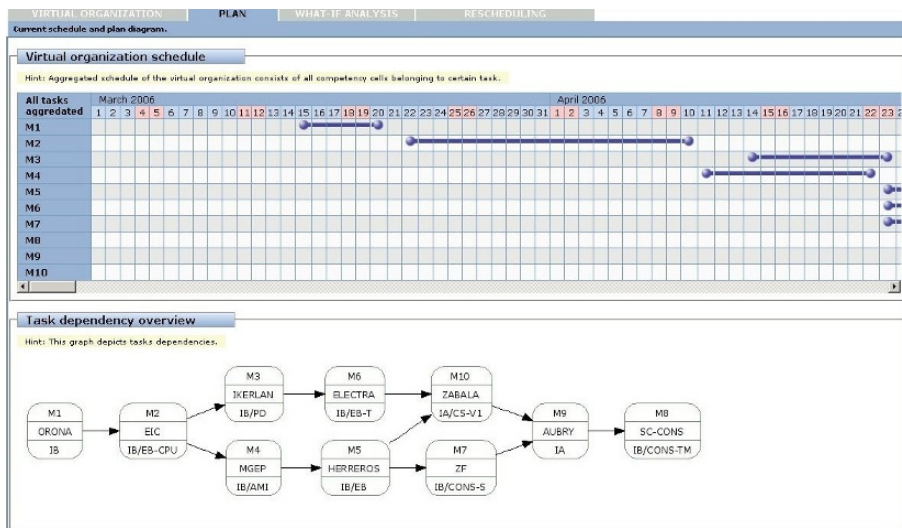 VIRTUAL ORGANIZATION PLAN WHAT-IF ANALYSIS RESCHEDULING
Current schedule and plan diagram.
Virtual organization schedule
Hint: Aggregated schedule of the virtual organization consists of all competency cells belonging to certain task.
All tasks March 2006 April 2006
aggredated 1 2 3 4 5 6 7 8 9 10 11 12 13 14 15 16 17 18 19 20 21 22 23 24 25 26 27 28 29 30 31 1 2 3 4 5 6 7 8 9 10 11 12 13 14 15 16 17 18 19 20 21 22 23
M1
M2
M3
M4
M5
M6
M7
M8
M9
M10
Task dependency overview
Hint: This graph depicts tasks dependencies.
M3 M6 M10
IKERLAN ELECTRA ZABALA
IB/PD IB/EB-T IA/CS-V1
M1 M2 M9 M8
ORONA EIC AUBRY SC-CONS
IB IB/EB-CPU IA IB/CONS-TM
M4 M5 M7
MGEP HERREROS ZF
IB/AMI IB/EB IB/CONS-S